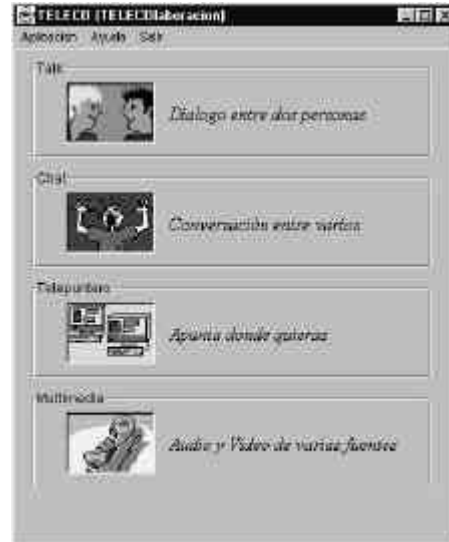 TELECO (TELECOlaboracion)
Aplicacion Ayuda Salir
Talk
Dialogo entre dos personas
Chat
Conversación entre varios
Telepuntero
Apunta donde quieras
Multimedia
Audio y Video de varias fuentes